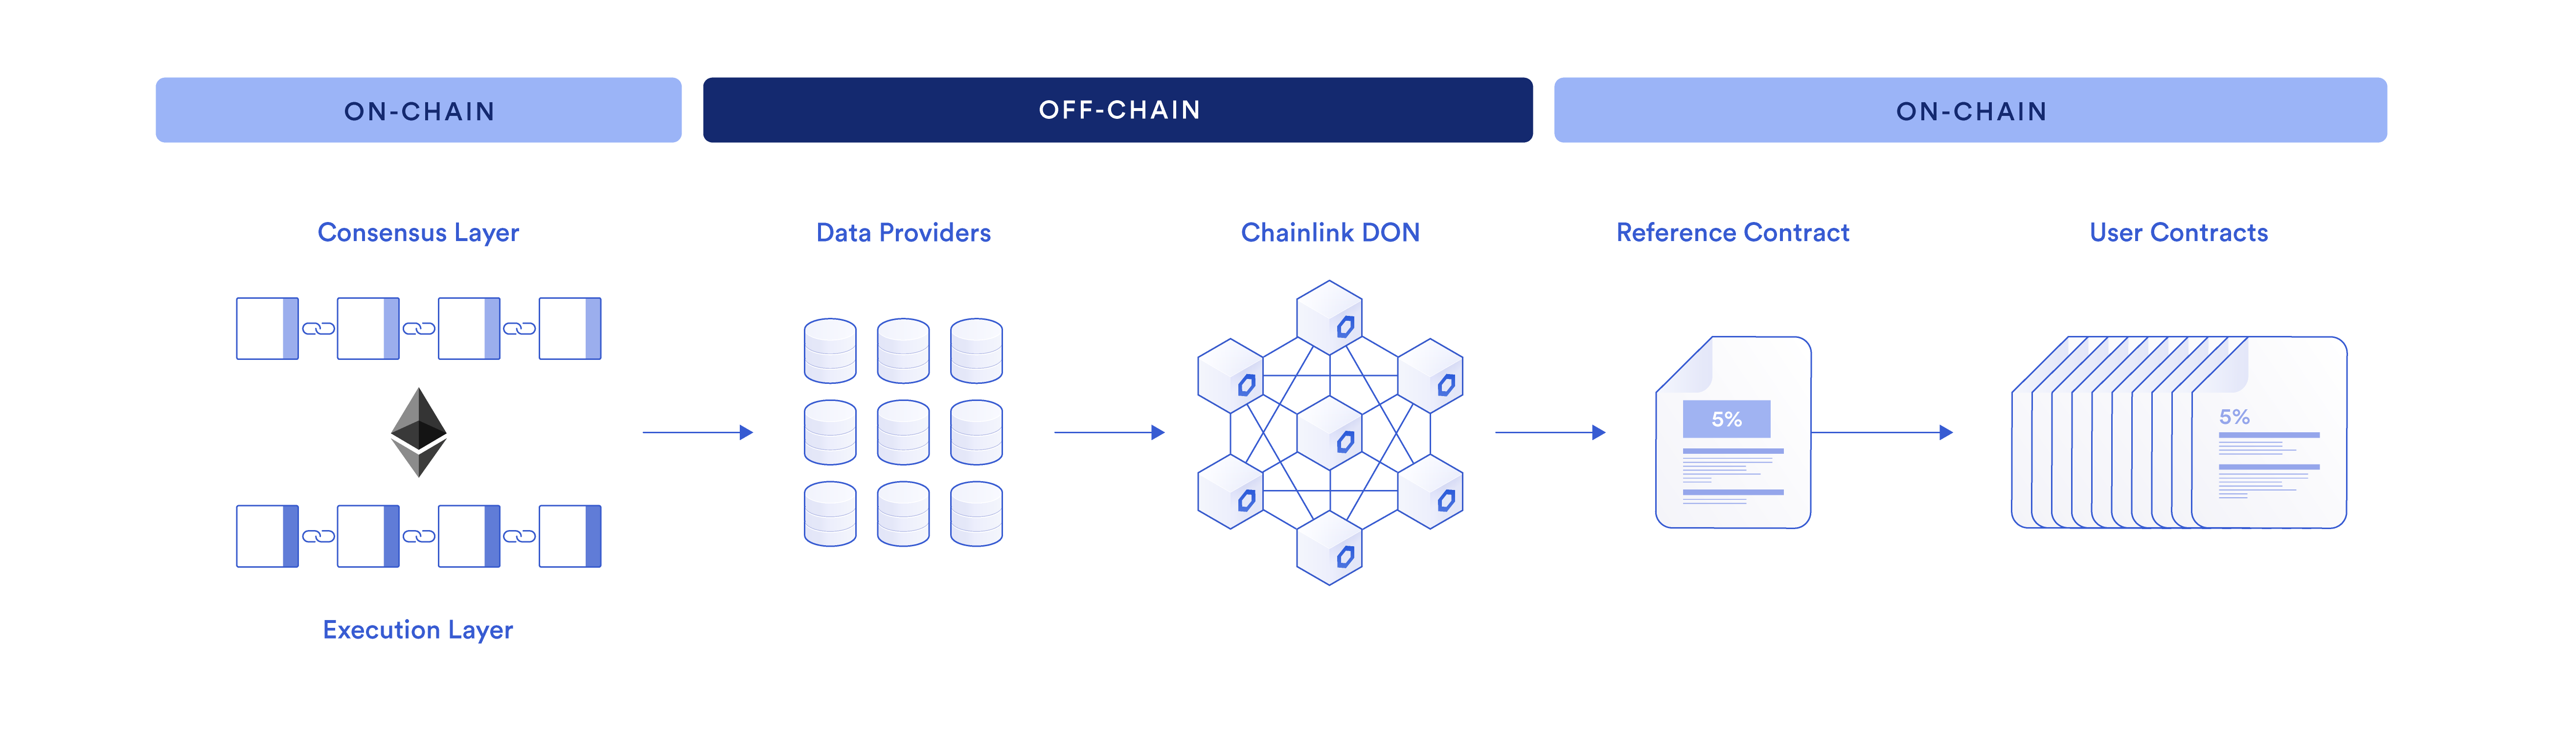 ON-CHAIN
OFF-CHAIN
ON-CHAIN
Consensus Layer
Data Providers
Chainlink DON
Reference Contract
User Contracts
5%
5%
Execution Layer